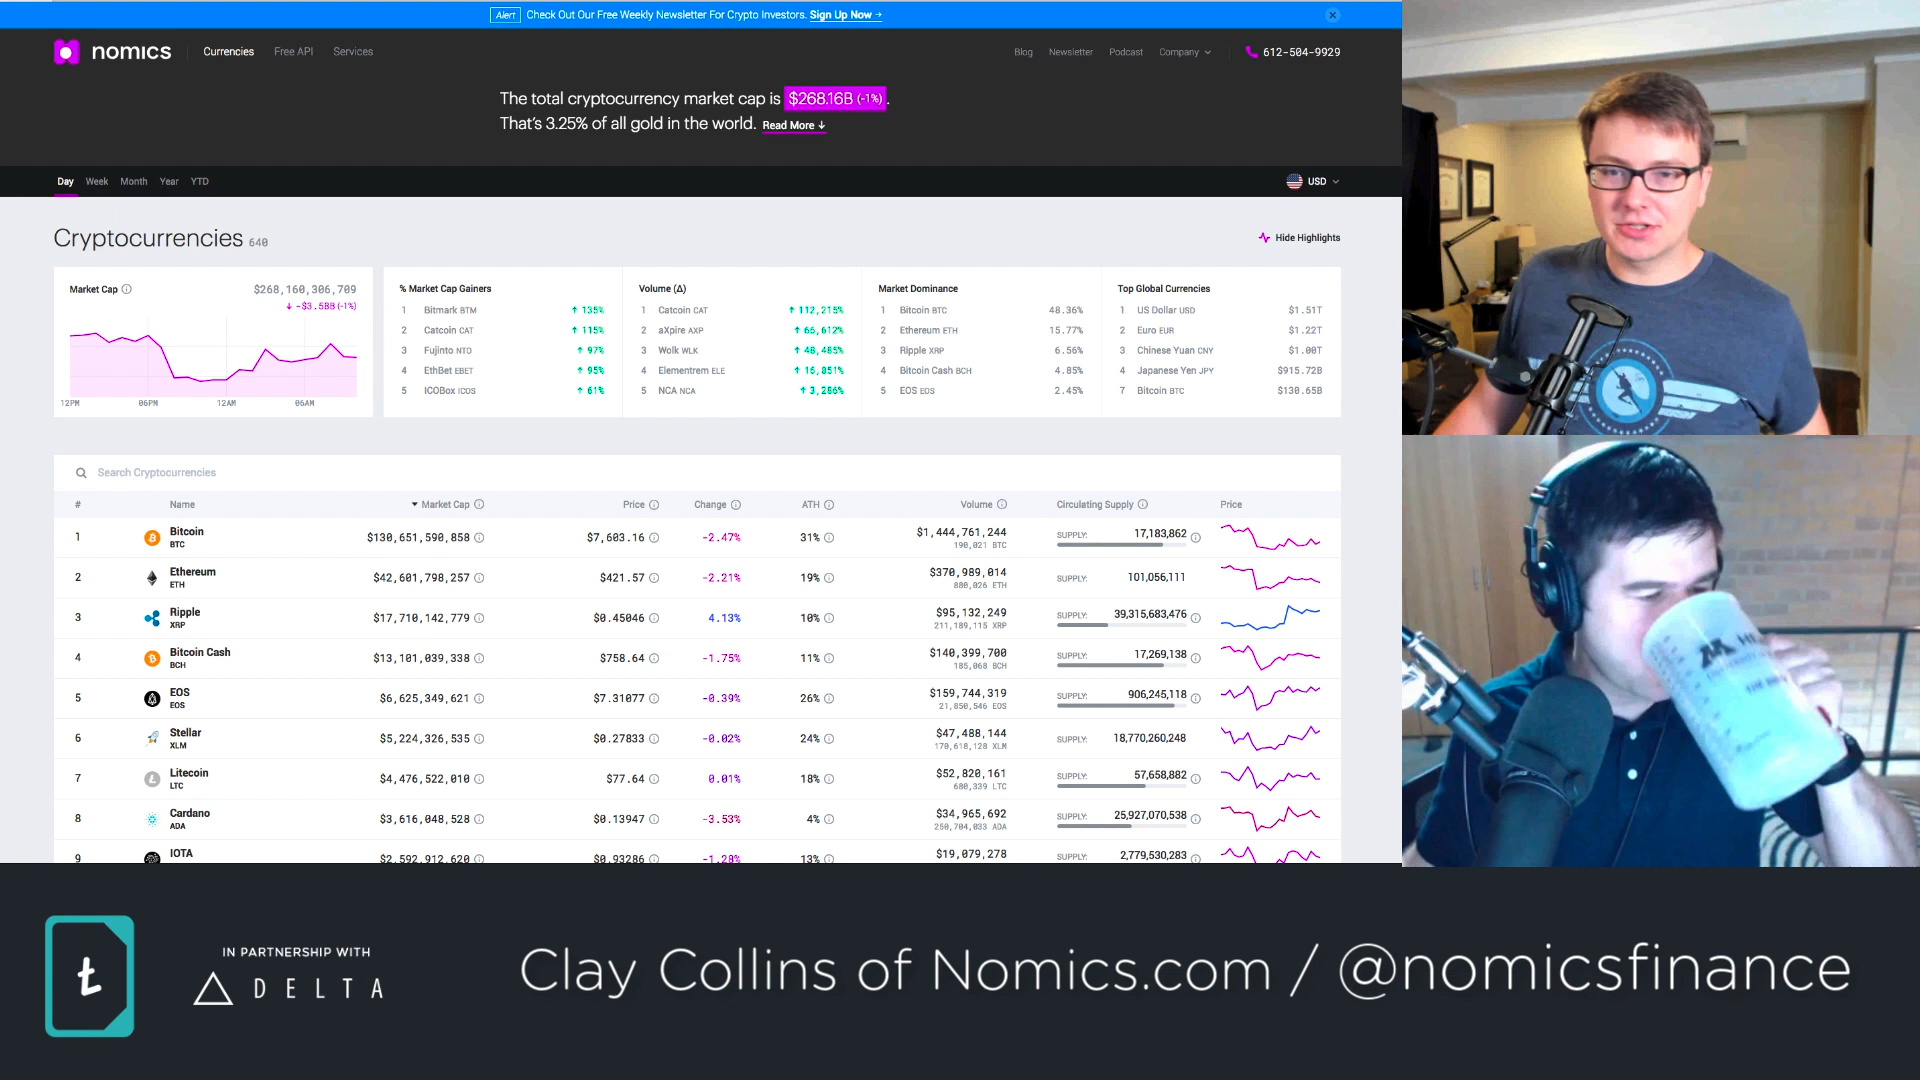 Alert Check Out Our Free Weekly Newsletter For Crypto Investors. Sign Up Now →
nomics Currencies Free API Services Blog Newsletter Podcast Company 612-504-9929
The total cryptocurrency market cap is $268.16B (-1%).
That's 3.25% of all gold in the world. Read More ↓
Day Week Month Year YTD USD
Cryptocurrencies 640 Hide Highlights
Market Cap $268,160,306,709
↓ -$3.58B (-1%)
12PM 06PM 12AM 06AM
% Market Cap Gainers
1 Bitmark BTM ↑ 135%
2 Catcoin CAT ↑ 115%
3 Fujinto NTO ↑ 97%
4 EthBet EBET ↑ 95%
5 ICOBox ICOS ↑ 61%
Volume (Δ)
1 Catcoin CAT ↑ 112,215%
2 aXpire AXP ↑ 66,612%
3 Wolk WLK ↑ 48,485%
4 Elementrem ELE ↑ 16,851%
5 NCA NCA ↑ 3,286%
Market Dominance
1 Bitcoin BTC 48.36%
2 Ethereum ETH 15.77%
3 Ripple XRP 6.56%
4 Bitcoin Cash BCH 4.85%
5 EOS EOS 2.45%
Top Global Currencies
1 US Dollar USD $1.51T
2 Euro EUR $1.22T
3 Chinese Yuan CNY $1.00T
4 Japanese Yen JPY $915.72B
7 Bitcoin BTC $130.65B
Search Cryptocurrencies
# Name Market Cap Price Change ATH Volume Circulating Supply Price
1 Bitcoin $130,651,590,858 $7,603.16 -2.47% 31% $1,444,761,244 SUPPLY: 17,183,862
BTC 190,021 BTC
2 Ethereum $42,601,798,257 $421.57 -2.21% 19% $370,989,014 SUPPLY: 101,056,111
ETH 880,026 ETH
3 Ripple $17,710,142,779 $0.45046 4.13% 10% $95,132,249 SUPPLY: 39,315,683,476
XRP 211,189,115 XRP
4 Bitcoin Cash $13,101,039,338 $758.64 -1.75% 11% $140,399,700 SUPPLY: 17,269,138
BCH 185,068 BCH
5 EOS $6,625,349,621 $7.31077 -0.39% 26% $159,744,319 SUPPLY: 906,245,118
EOS 21,850,546 EOS
6 Stellar $5,224,326,535 $0.27833 -0.02% 24% $47,488,144 SUPPLY: 18,770,260,248
XLM 170,618,128 XLM
7 Litecoin $4,476,522,010 $77.64 0.01% 18% $52,820,161 SUPPLY: 57,658,882
LTC 680,339 LTC
8 Cardano $3,616,048,528 $0.13947 -3.53% 4% $34,965,692 SUPPLY: 25,927,070,538
ADA 250,704,033 ADA
9 IOTA $2,592,912,620 $0.93286 -1.28% 13% $19,079,278 SUPPLY: 2,779,530,283
IN PARTNERSHIP WITH
DELTA
Clay Collins of Nomics.com / @nomicsfinance